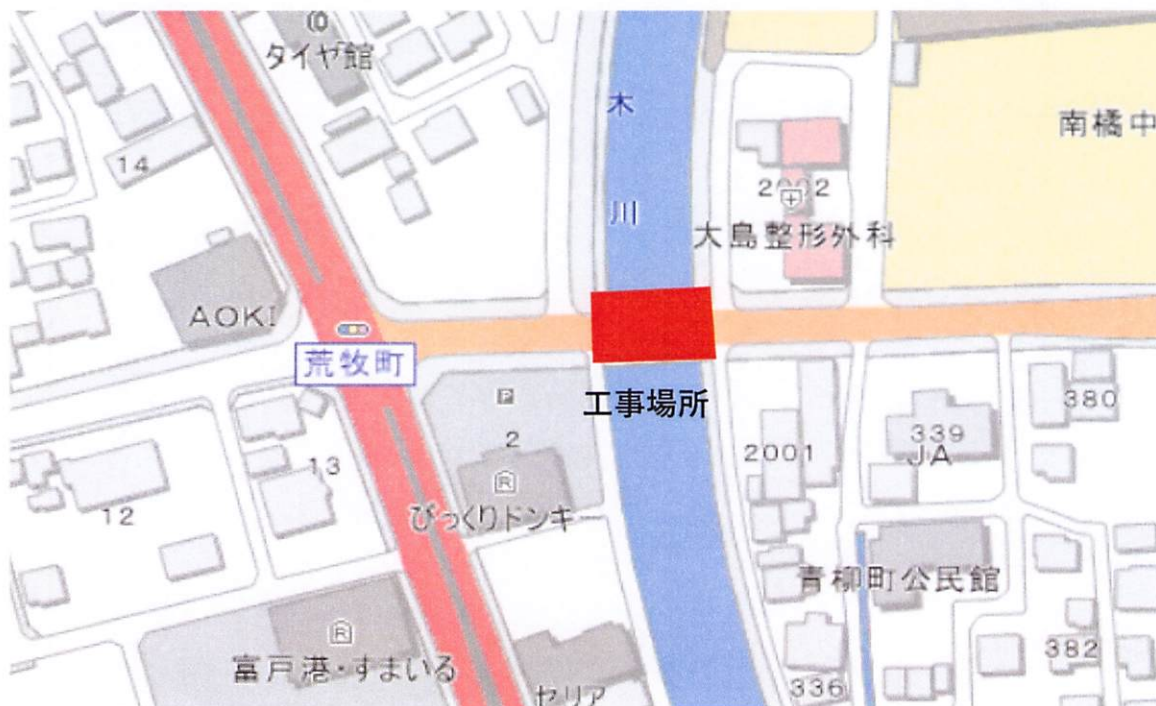 タイヤ館
木
川
南橘中
14
2002
大島整形外科
AOKI
荒牧町
工事場所
P
2
380
339
JA
2001
13
R
びっくりドンキー
12
青柳町公民館
R
富戸港・すまいる
382
セリア
336